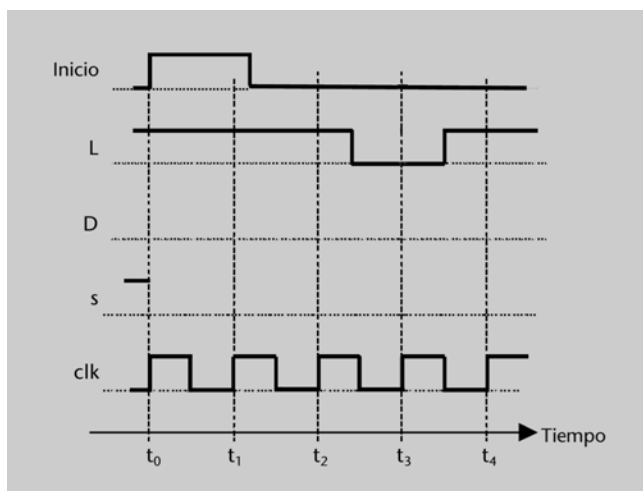 Inicio
L
D
s
clk
Tiempo
t₀ t₁ t₂ t₃ t₄